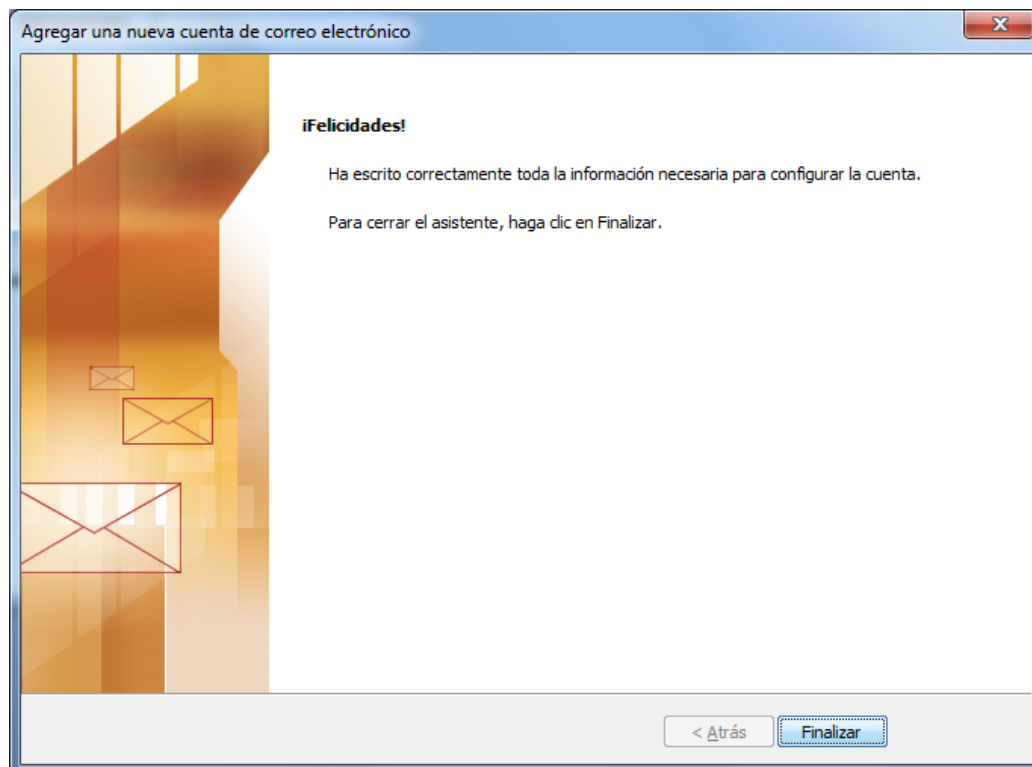 Agregar una nueva cuenta de correo electrónico
¡Felicidades!
Ha escrito correctamente toda la información necesaria para configurar la cuenta.
Para cerrar el asistente, haga clic en Finalizar.
< Atrás
Finalizar